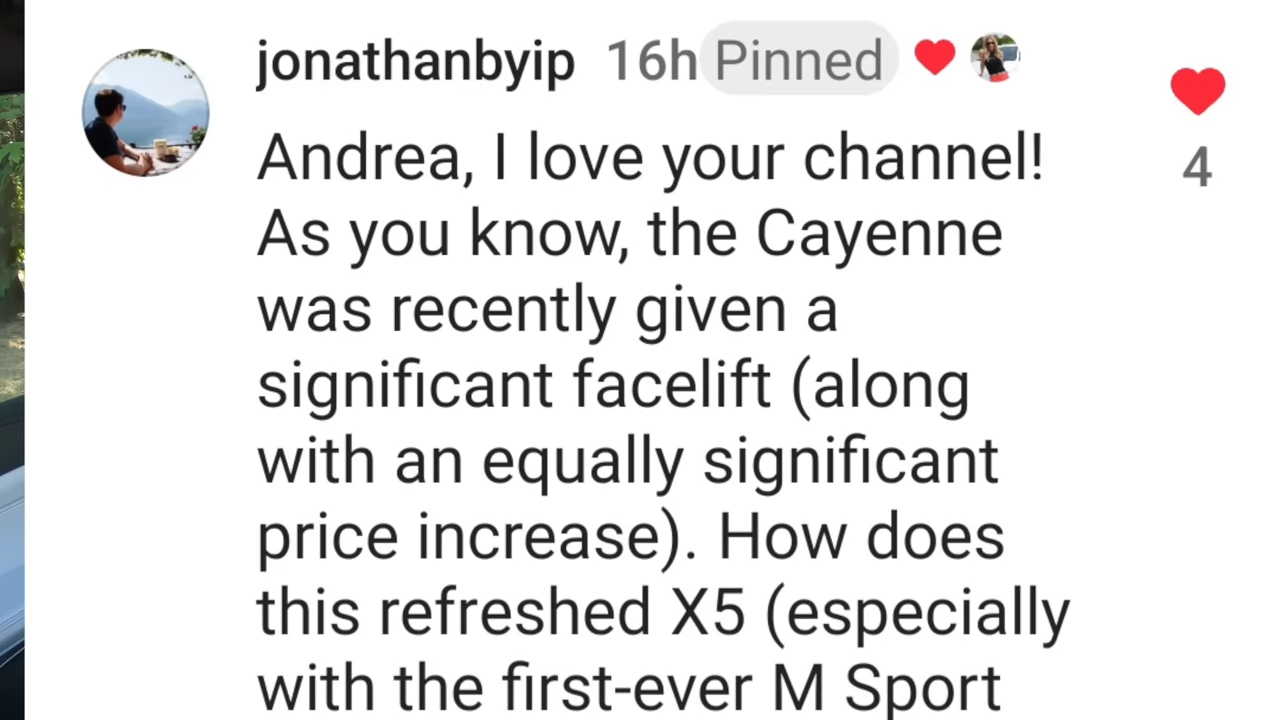 jonathanbyip 16h Pinned
4
Andrea, I love your channel!
As you know, the Cayenne
was recently given a
significant facelift (along
with an equally significant
price increase). How does
this refreshed X5 (especially
with the first-ever M Sport